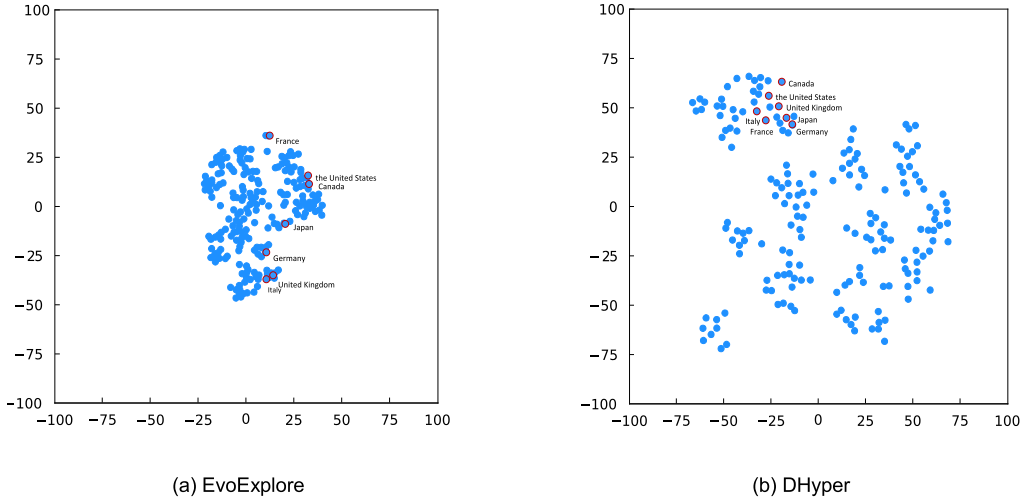 100
75
50
25
0
−25
−50
−75
−100
−100
−75
−50
−25
0
25
50
75
100
France
the United States
Canada
Japan
Germany
United Kingdom
Italy
(a) EvoExplore
100
75
50
25
0
−25
−50
−75
−100
−100
−75
−50
−25
0
25
50
75
100
Canada
the United States
United Kingdom
Italy
Japan
France
Germany
(b) DHyper